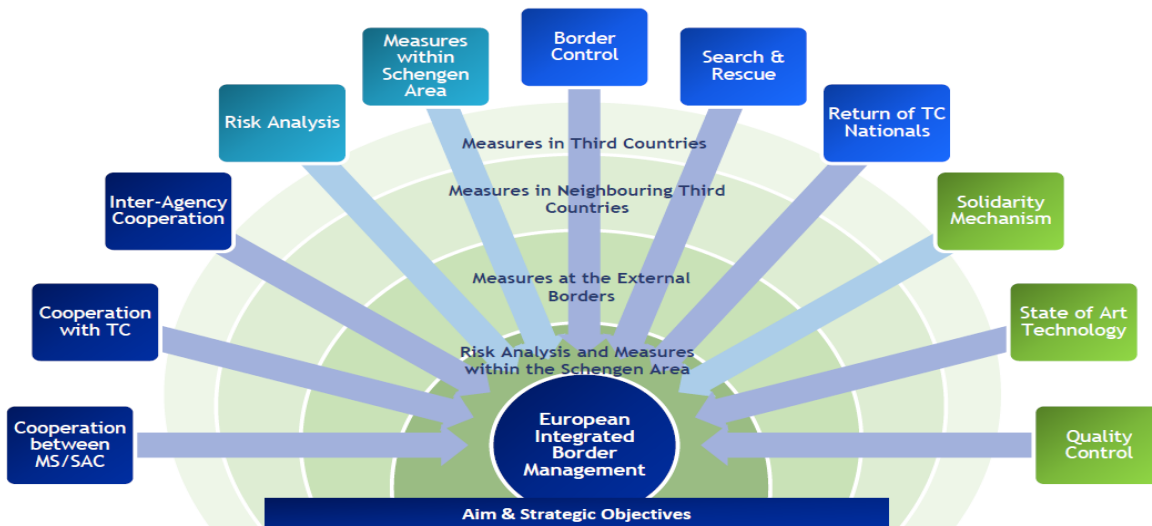 Border
Control
Measures
within
Schengen
Area
Search &
Rescue
Risk Analysis
Return of TC
Nationals
Measures in Third Countries
Inter-Agency
Cooperation
Measures in Neighbouring Third
Countries
Solidarity
Mechanism
Measures at the External
Borders
Cooperation
with TC
State of Art
Technology
Risk Analysis and Measures
within the Schengen Area
Cooperation
between
MS/SAC
European
Integrated
Border
Management
Quality
Control
Aim & Strategic Objectives